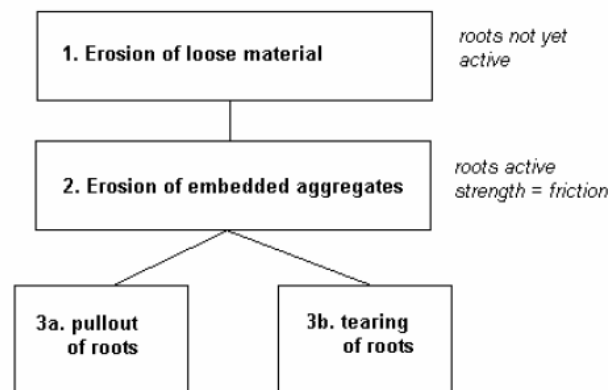 1. Erosion of loose material
roots not yet
active
2. Erosion of embedded aggregates
roots active
strength = friction
3a. pullout
of roots
3b. tearing
of roots